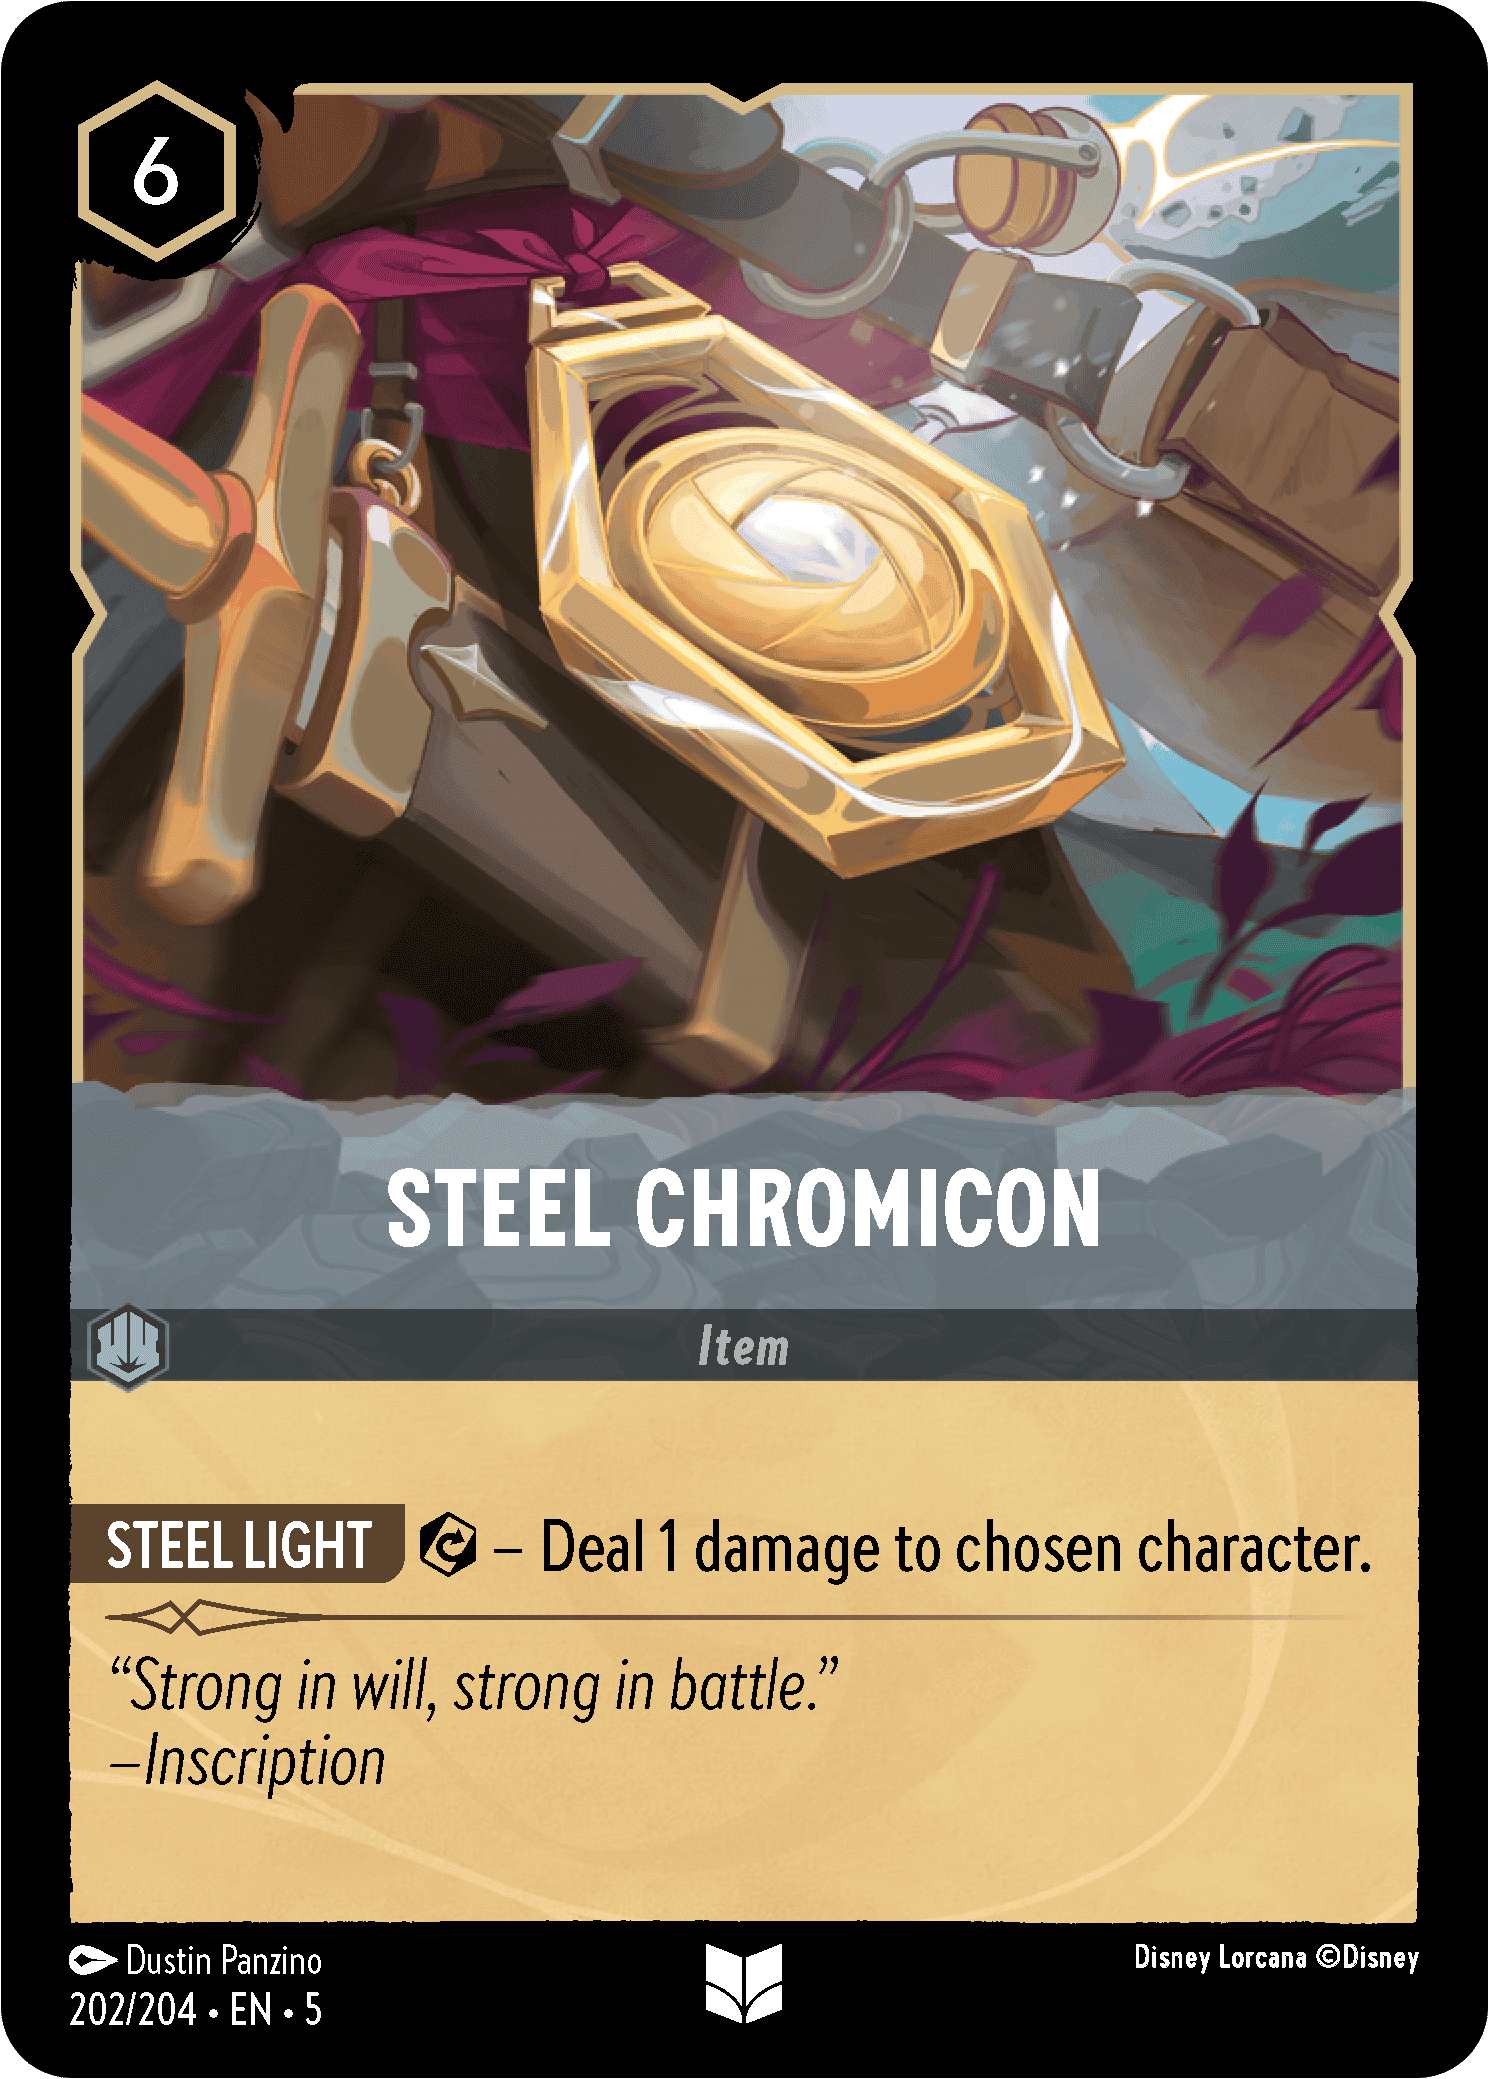 6
STEEL CHROMICON
Item
STEEL LIGHT – Deal 1 damage to chosen character.
“Strong in will, strong in battle.”
–Inscription
Dustin Panzino
Disney Lorcana ©Disney
202/204 • EN • 5